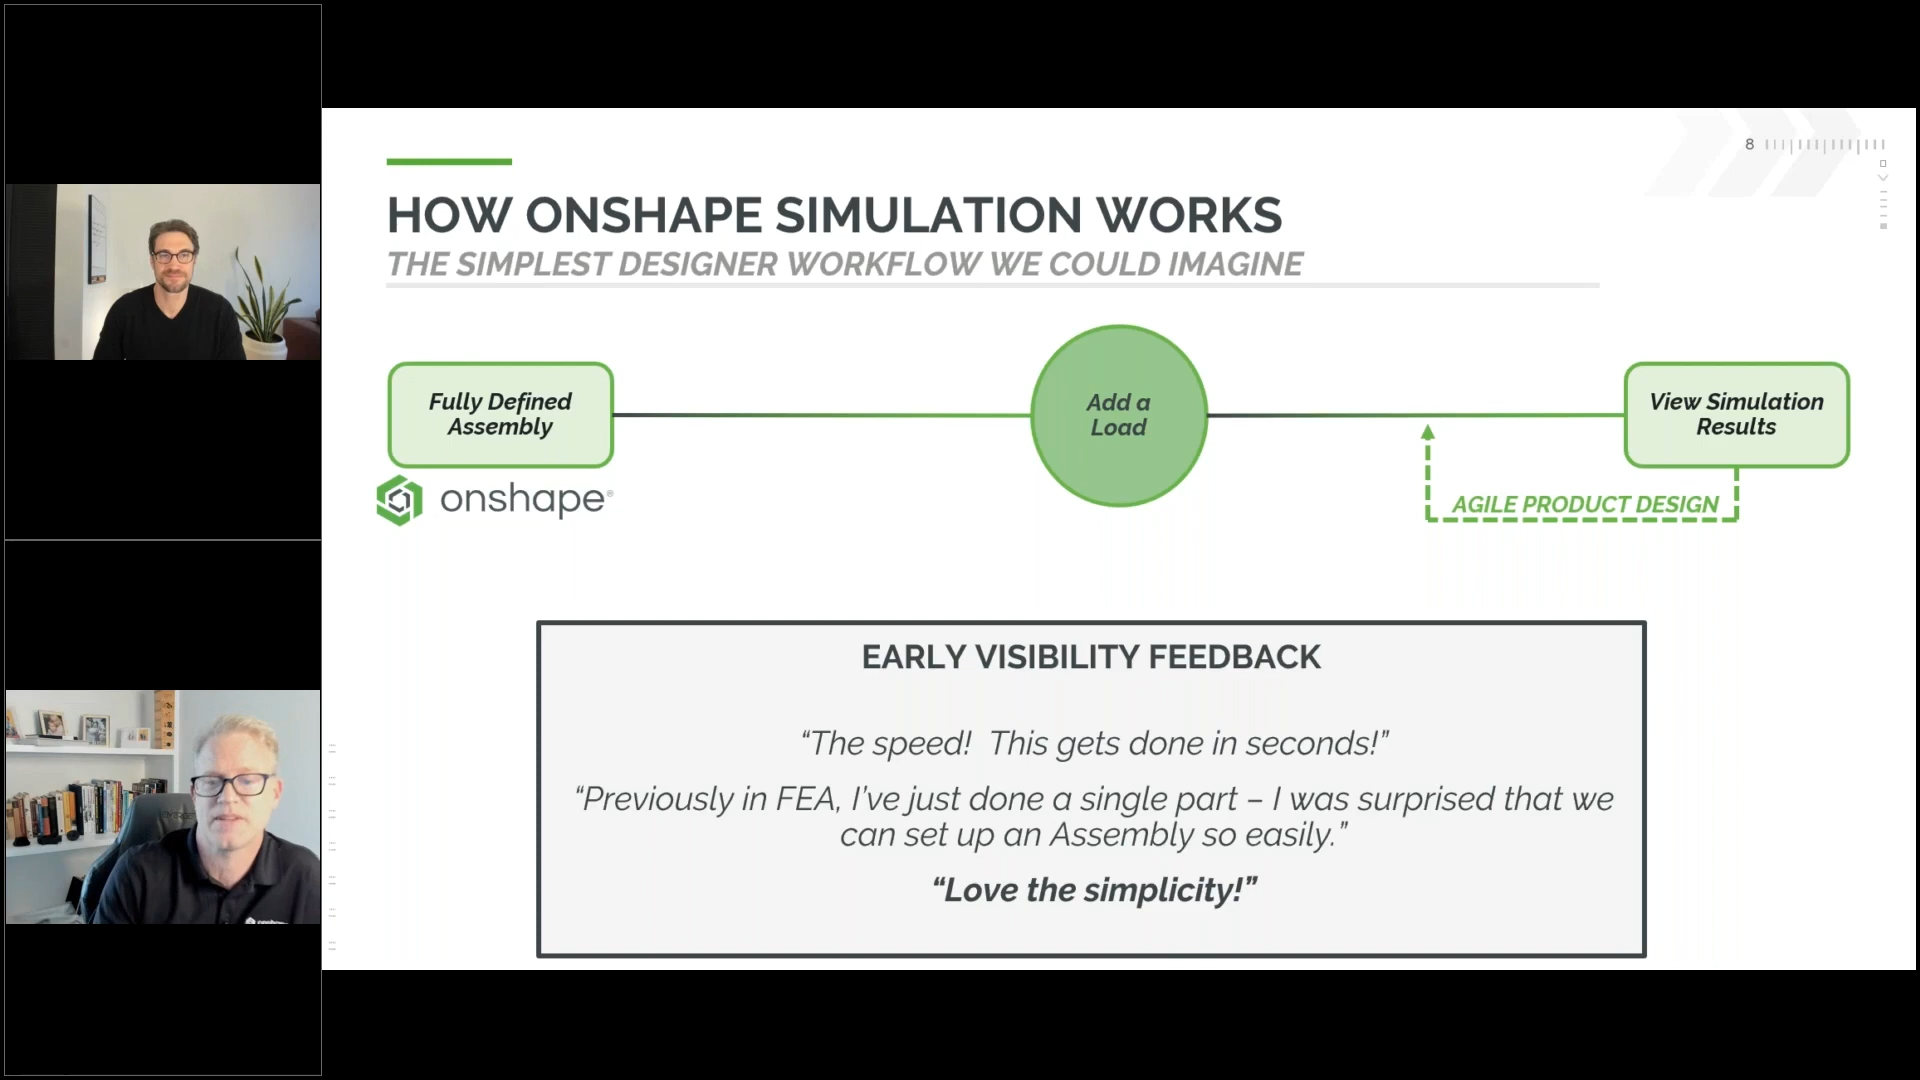 8
HOW ONSHAPE SIMULATION WORKS
THE SIMPLEST DESIGNER WORKFLOW WE COULD IMAGINE
Fully Defined
Assembly
Add a
Load
View Simulation
Results
onshape®
AGILE PRODUCT DESIGN
EARLY VISIBILITY FEEDBACK
“The speed!  This gets done in seconds!”
“Previously in FEA, I’ve just done a single part – I was surprised that we
can set up an Assembly so easily.”
“Love the simplicity!”